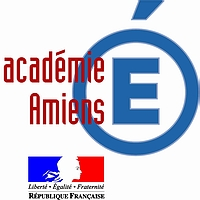 académie
Amiens
É
Liberté • Égalité • Fraternité
RÉPUBLIQUE FRANÇAISE